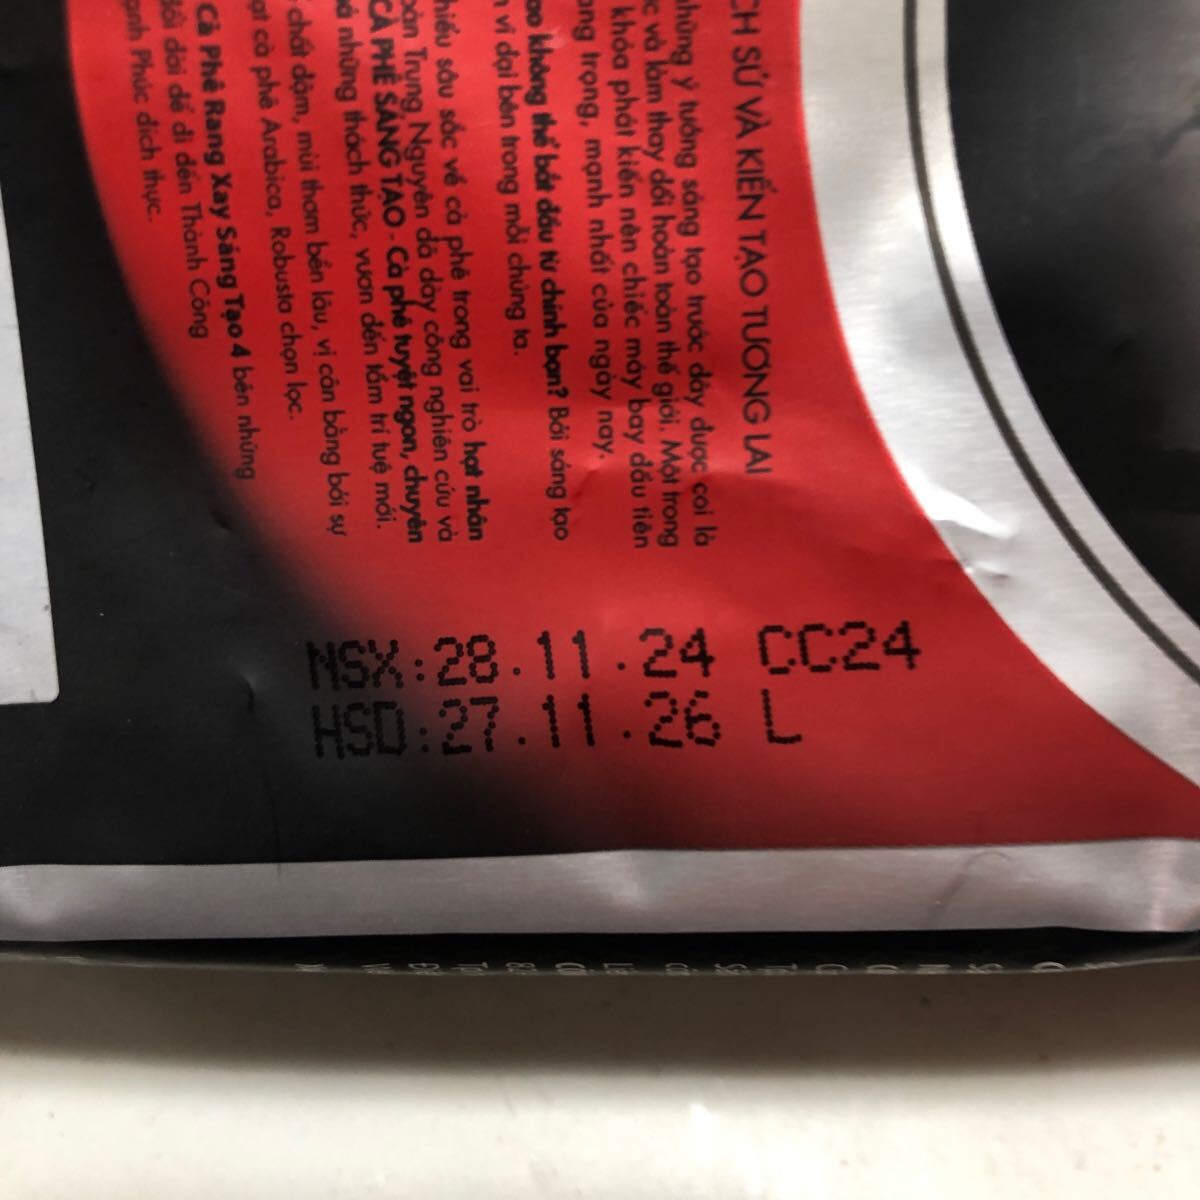 CH SỬ VÀ KIẾN TẠO TƯƠNG LAI
những ý tưởng sáng tạo trước đây được coi là
và làm thay đổi hoàn toàn thế giới. Một trong
khóa phát kiến nên chiếc máy bay đầu tiên
trọng, mạnh nhất của ngày nay.
không thể bắt đầu từ chính bạn? Bởi sáng tạo
vĩ đại bên trong mỗi chúng ta.
hiểu sâu sắc về cà phê trong vai trò hạt nhân
Trung Nguyên đã dày công nghiên cứu và
CÀ PHÊ SÁNG TẠO - Cà phê tuyệt ngon, chuyên
những thách thức, vươn đến tầm trí tuệ mới.
chất đậm, mùi thơm bền lâu, vị cân bằng bởi sự
cà phê Arabica, Robusta chọn lọc.
Cà Phê Rang Xay Sáng Tạo 4 bên những
dài để đi đến Thành Công
Phúc đích thực.
NSX:28.11.24 CC24
HSD:27.11.26 L